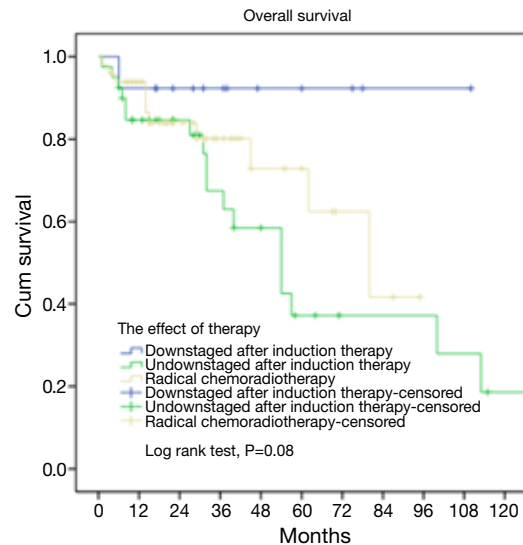 Overall survival
1.0
0.8
0.6
0.4
0.2
0.0
Cum survival
The effect of therapy
Downstaged after induction therapy
Undownstaged after induction therapy
Radical chemoradiotherapy
Downstaged after induction therapy-censored
Undownstaged after induction therapy-censored
Radical chemoradiotherapy-censored
Log rank test, P=0.08
0 12 24 36 48 60 72 84 96 108 120
Months